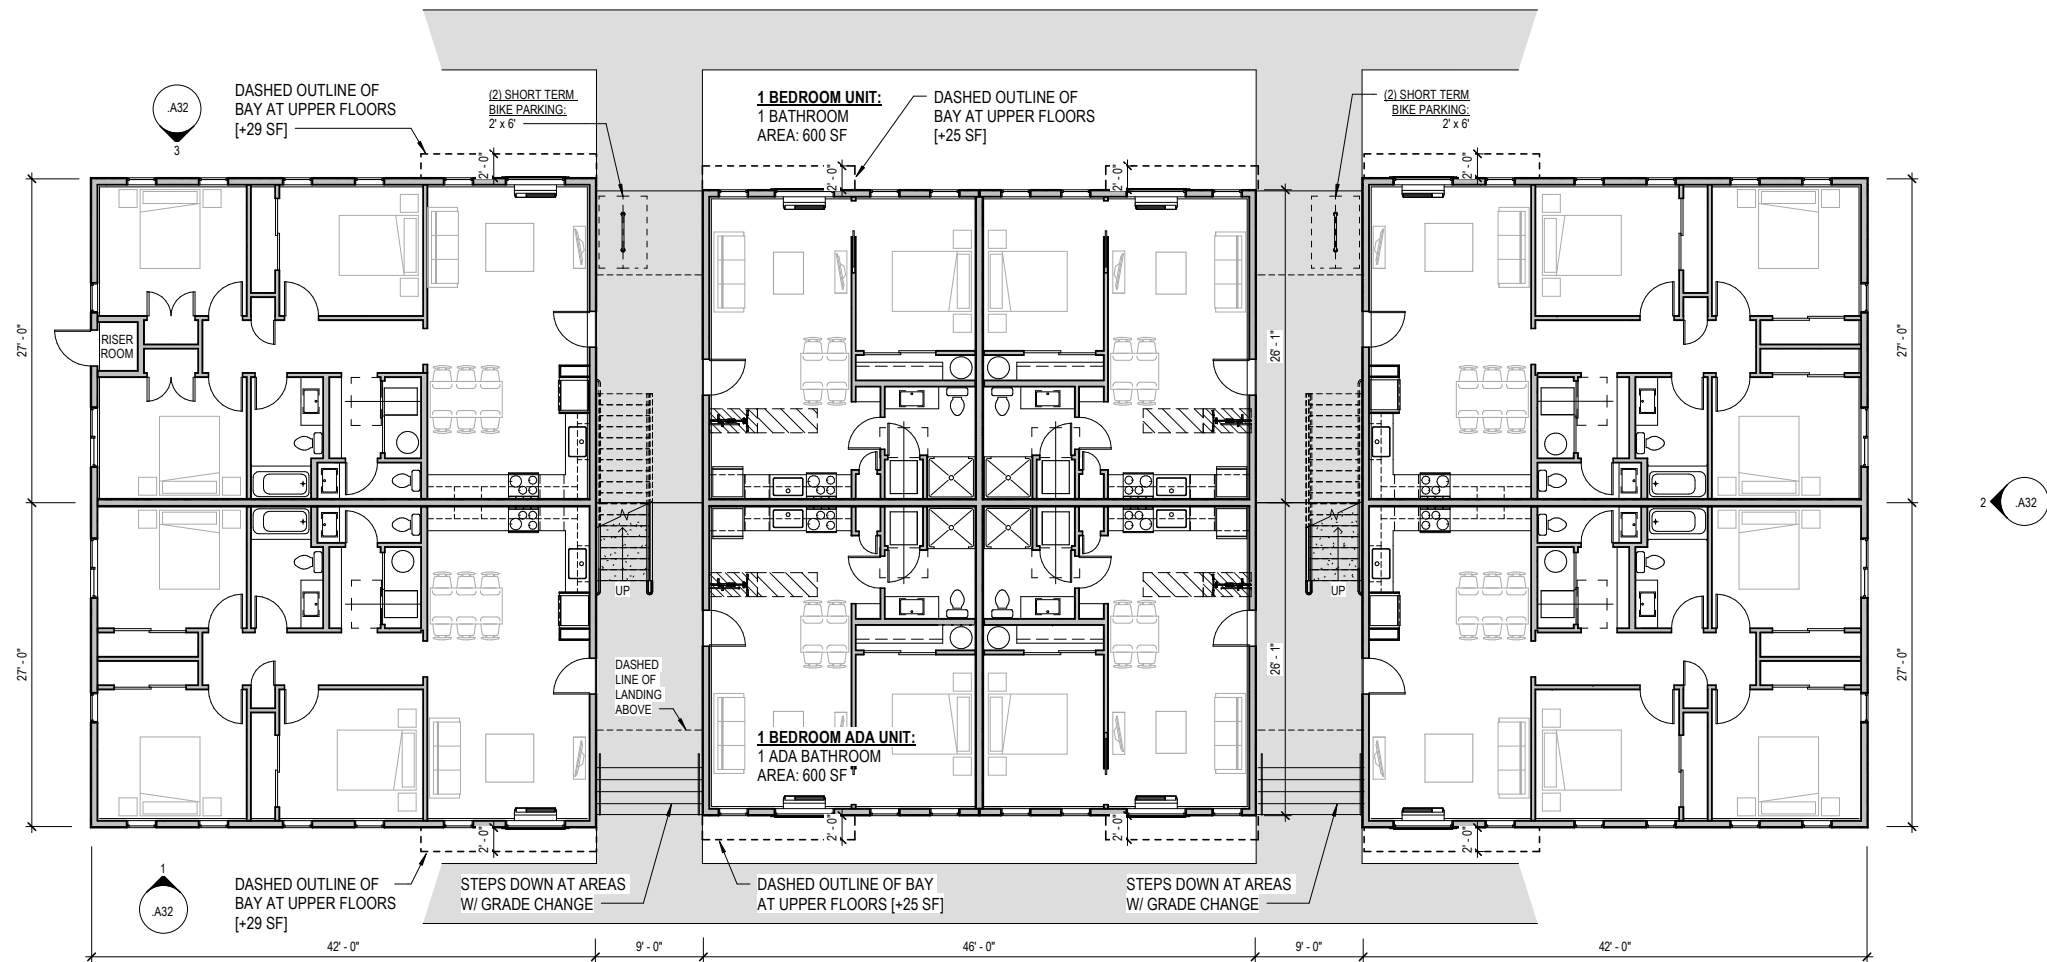 .A32
3
DASHED OUTLINE OF
BAY AT UPPER FLOORS
[+29 SF]
(2) SHORT TERM
BIKE PARKING:
2' x 6'
1 BEDROOM UNIT:
1 BATHROOM
AREA: 600 SF
DASHED OUTLINE OF
BAY AT UPPER FLOORS
[+25 SF]
(2) SHORT TERM
BIKE PARKING:
2' x 6'
2' - 0"
2' - 0"
2' - 0"
2' - 0"
27' - 0"
RISER
ROOM
26' - 1"
27' - 0"
2
.A32
UP
UP
27' - 0"
DASHED
LINE OF
LANDING
ABOVE
26' - 1"
27' - 0"
1 BEDROOM ADA UNIT:
1 ADA BATHROOM
AREA: 600 SF
2' - 0"
2' - 0"
2' - 0"
2' - 0"
1
.A32
DASHED OUTLINE OF
BAY AT UPPER FLOORS
[+29 SF]
STEPS DOWN AT AREAS
W/ GRADE CHANGE
DASHED OUTLINE OF BAY
AT UPPER FLOORS [+25 SF]
STEPS DOWN AT AREAS
W/ GRADE CHANGE
42' - 0"
9' - 0"
46' - 0"
9' - 0"
42' - 0"